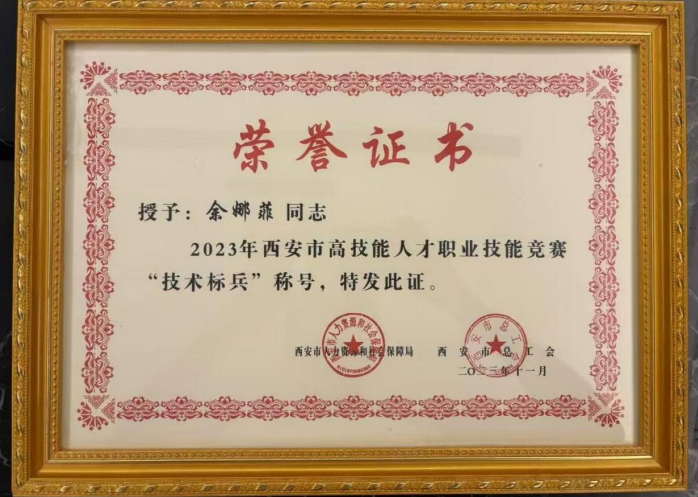 荣誉证书
授予：余娜菲 同志
2023年西安市高技能人才职业技能竞赛
“技术标兵”称号，特发此证。
西安市人力资源和社会保障局 西安市总工会
二〇二三年十一月